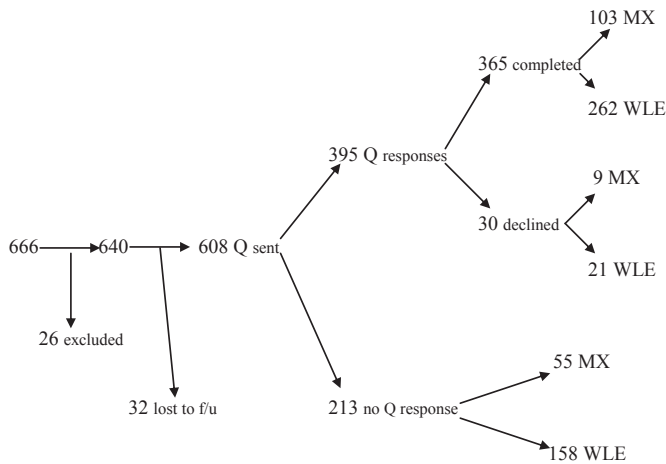 103 MX
365 completed
262 WLE
395 Q responses
9 MX
30 declined
21 WLE
666
640
608 Q sent
26 excluded
55 MX
32 lost to f/u
213 no Q response
158 WLE